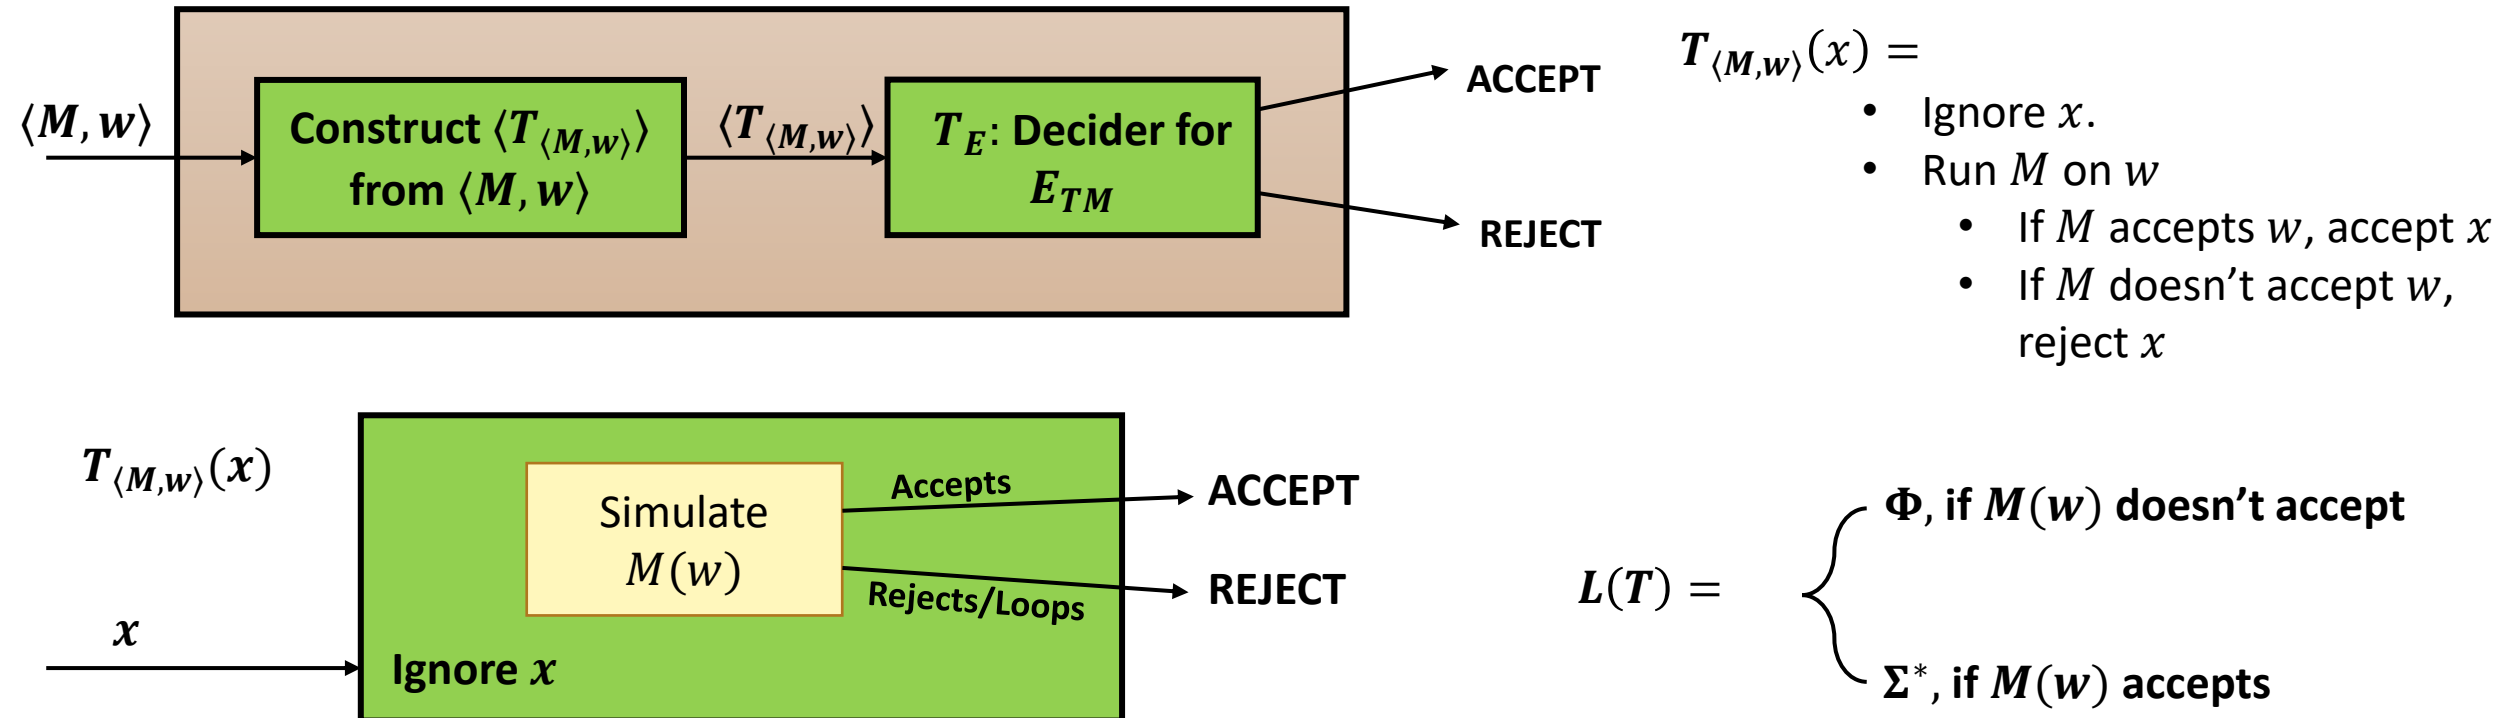 ⟨M, w⟩
Construct ⟨T⟨M,w⟩⟩
from ⟨M, w⟩
⟨T⟨M,w⟩⟩
T_E: Decider for
E_TM
ACCEPT
REJECT
T⟨M,w⟩(x) =
• Ignore x.
• Run M on w
• If M accepts w, accept x
• If M doesn’t accept w,
reject x
T⟨M,w⟩(x)
x
Simulate
M(w)
Ignore x
Accepts
Rejects/Loops
ACCEPT
REJECT
L(T) =
Φ, if M(w) doesn’t accept
Σ*, if M(w) accepts